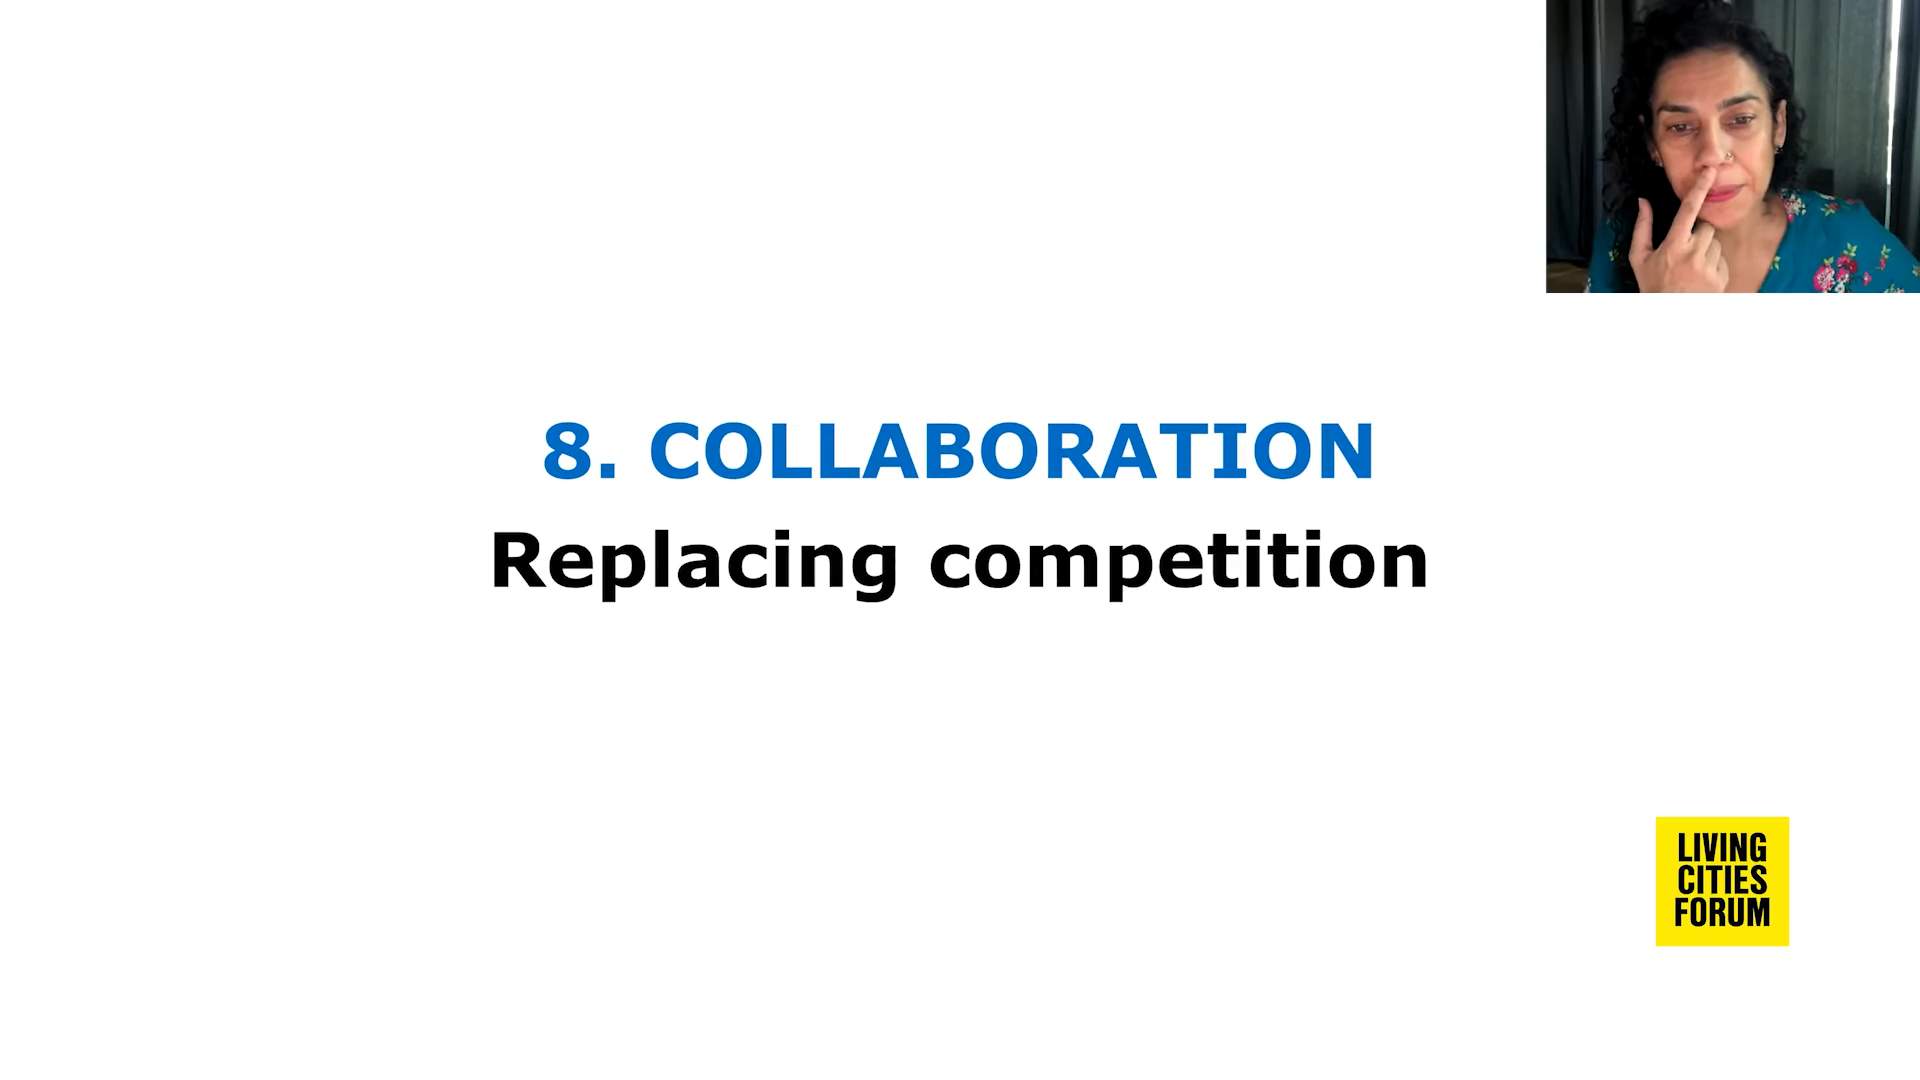 8. COLLABORATION
Replacing competition
LIVING
CITIES
FORUM